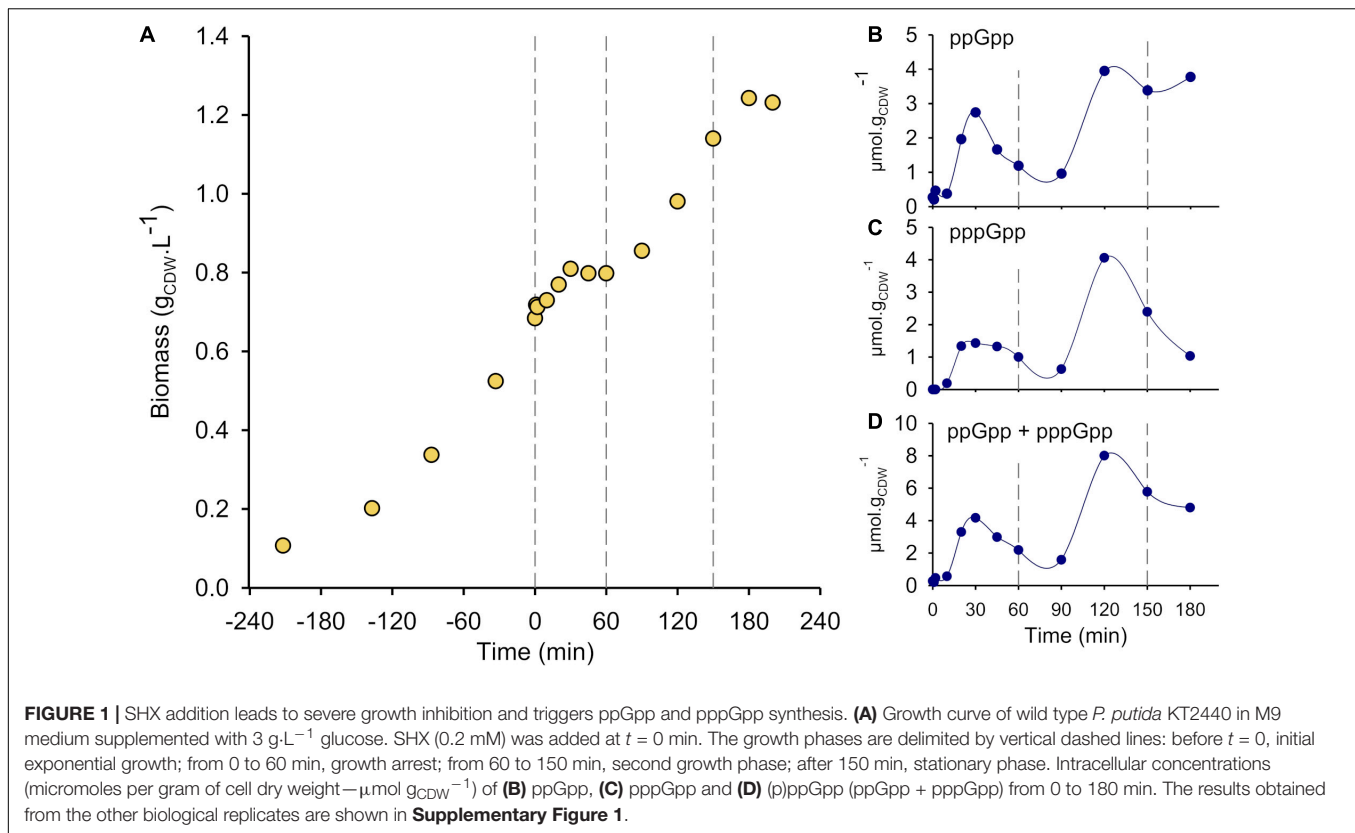 A
1.4
1.2
1.0
0.8
0.6
0.4
0.2
0.0
Biomass (gCDW·L−1)
-240 -180 -120 -60 0 60 120 180 240
Time (min)
B
ppGpp
5
4
3
2
1
0
µmol.gCDW-1
C
pppGpp
5
4
3
2
1
0
µmol.gCDW-1
D
ppGpp + pppGpp
10
8
6
4
2
0
µmol.gCDW-1
0 30 60 90 120 150 180
Time (min)
FIGURE 1 | SHX addition leads to severe growth inhibition and triggers ppGpp and pppGpp synthesis. (A) Growth curve of wild type P. putida KT2440 in M9
medium supplemented with 3 g·L−1 glucose. SHX (0.2 mM) was added at t = 0 min. The growth phases are delimited by vertical dashed lines: before t = 0, initial
exponential growth; from 0 to 60 min, growth arrest; from 60 to 150 min, second growth phase; after 150 min, stationary phase. Intracellular concentrations
(micromoles per gram of cell dry weight—µmol gCDW−1) of (B) ppGpp, (C) pppGpp and (D) (p)ppGpp (ppGpp + pppGpp) from 0 to 180 min. The results obtained
from the other biological replicates are shown in Supplementary Figure 1.